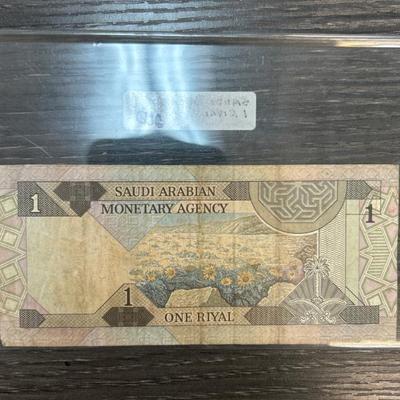 1
SAUDI ARABIAN
MONETARY AGENCY
1
1
ONE RIYAL